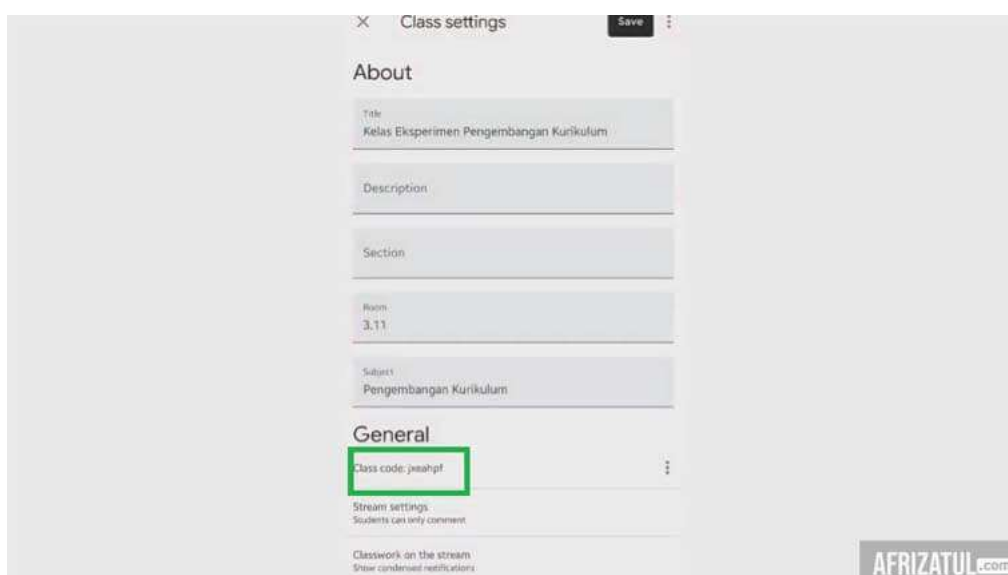 Class settings
Save
About
Title
Kelas Eksperimen Pengembangan Kurikulum
Description
Section
Room
3.11
Subject
Pengembangan Kurikulum
General
Class code: jxeahpf
Stream settings
Students can only comment
Classwork on the stream
Show condensed notifications
AFRIZATUL.com